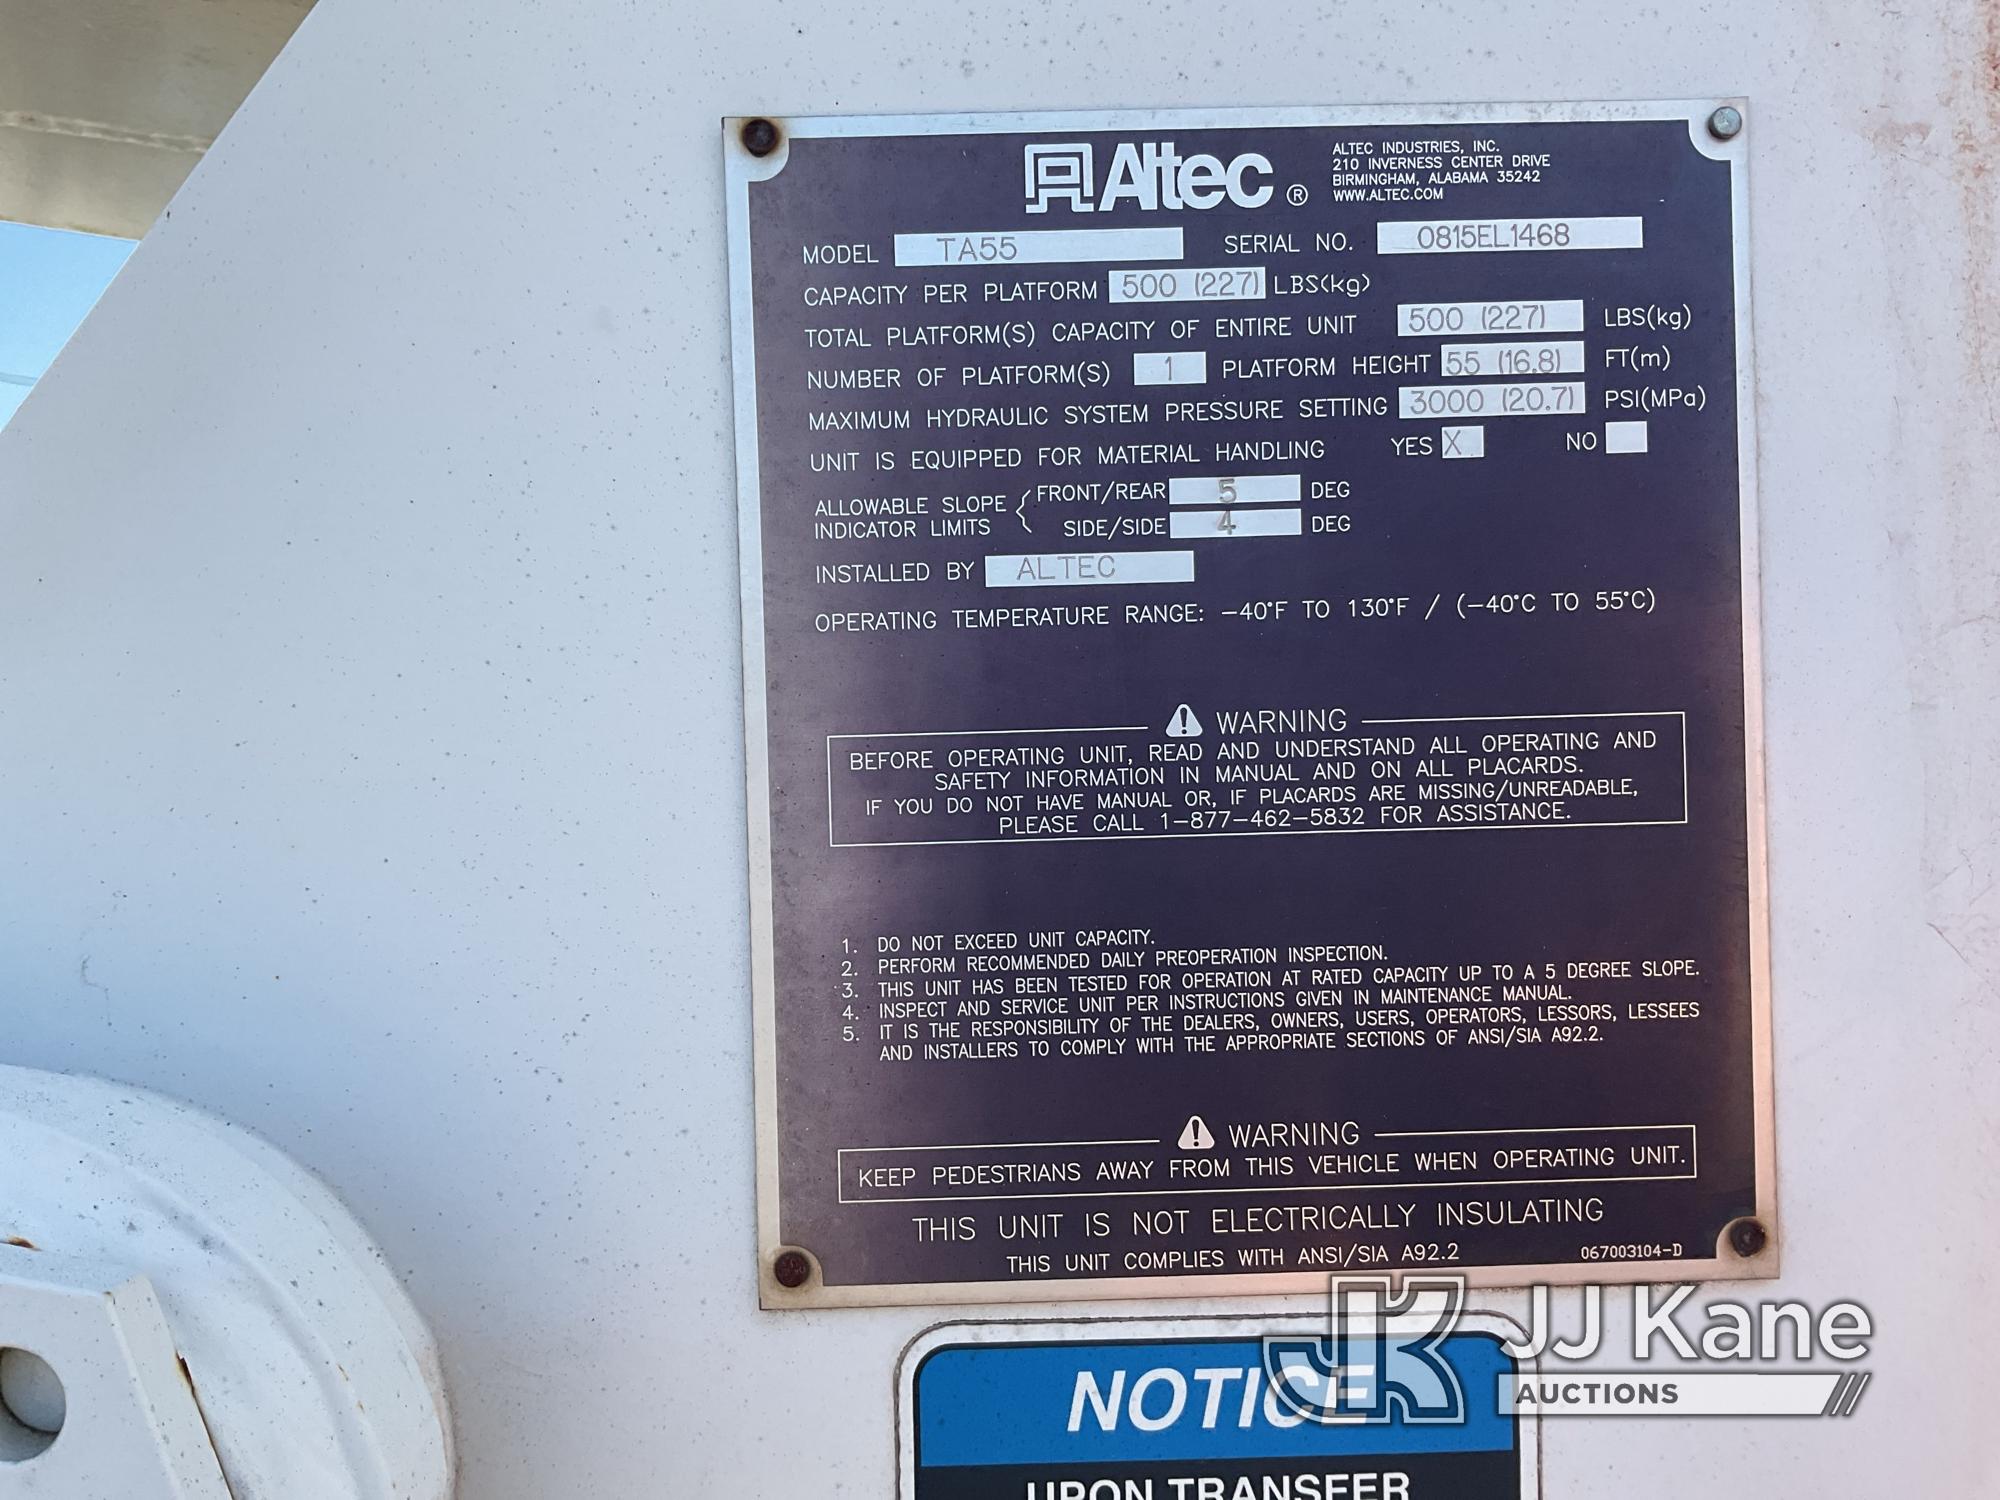 Altec ®
ALTEC INDUSTRIES, INC.
210 INVERNESS CENTER DRIVE
BIRMINGHAM, ALABAMA 35242
WWW.ALTEC.COM
MODEL TA55 SERIAL NO. 0815EL1468
CAPACITY PER PLATFORM 500 (227) LBS(kg)
TOTAL PLATFORM(S) CAPACITY OF ENTIRE UNIT 500 (227) LBS(kg)
NUMBER OF PLATFORM(S) 1 PLATFORM HEIGHT 55 (16.8) FT(m)
MAXIMUM HYDRAULIC SYSTEM PRESSURE SETTING 3000 (20.7) PSI(MPa)
UNIT IS EQUIPPED FOR MATERIAL HANDLING YES X NO
ALLOWABLE SLOPE INDICATOR LIMITS
FRONT/REAR 5 DEG
SIDE/SIDE 4 DEG
INSTALLED BY ALTEC
OPERATING TEMPERATURE RANGE: -40°F TO 130°F / (-40°C TO 55°C)
WARNING
BEFORE OPERATING UNIT, READ AND UNDERSTAND ALL OPERATING AND
SAFETY INFORMATION IN MANUAL AND ON ALL PLACARDS.
IF YOU DO NOT HAVE MANUAL OR, IF PLACARDS ARE MISSING/UNREADABLE,
PLEASE CALL 1-877-462-5832 FOR ASSISTANCE.
1. DO NOT EXCEED UNIT CAPACITY.
2. PERFORM RECOMMENDED DAILY PREOPERATION INSPECTION.
3. THIS UNIT HAS BEEN TESTED FOR OPERATION AT RATED CAPACITY UP TO A 5 DEGREE SLOPE.
4. INSPECT AND SERVICE UNIT PER INSTRUCTIONS GIVEN IN MAINTENANCE MANUAL.
5. IT IS THE RESPONSIBILITY OF THE DEALERS, OWNERS, USERS, OPERATORS, LESSORS, LESSEES
AND INSTALLERS TO COMPLY WITH THE APPROPRIATE SECTIONS OF ANSI/SIA A92.2.
WARNING
KEEP PEDESTRIANS AWAY FROM THIS VEHICLE WHEN OPERATING UNIT.
THIS UNIT IS NOT ELECTRICALLY INSULATING
THIS UNIT COMPLIES WITH ANSI/SIA A92.2 067003104-D
NOTICE
UPON TRANSFER
JK JJ Kane
AUCTIONS